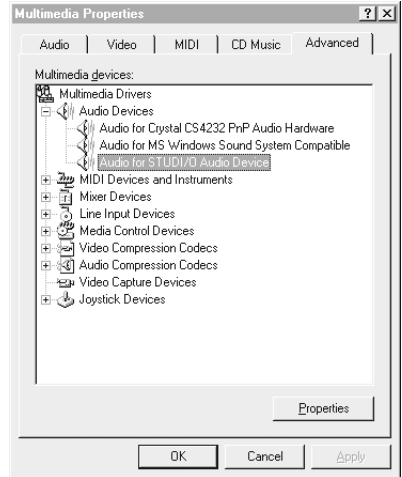 Multimedia Properties
Audio Video MIDI CD Music Advanced
Multimedia devices:
Multimedia Drivers
Audio Devices
Audio for Crystal CS4232 PnP Audio Hardware
Audio for MS Windows Sound System Compatible
Audio for STUDI/O Audio Device
MIDI Devices and Instruments
Mixer Devices
Line Input Devices
Media Control Devices
Video Compression Codecs
Audio Compression Codecs
Video Capture Devices
Joystick Devices
Properties
OK Cancel Apply